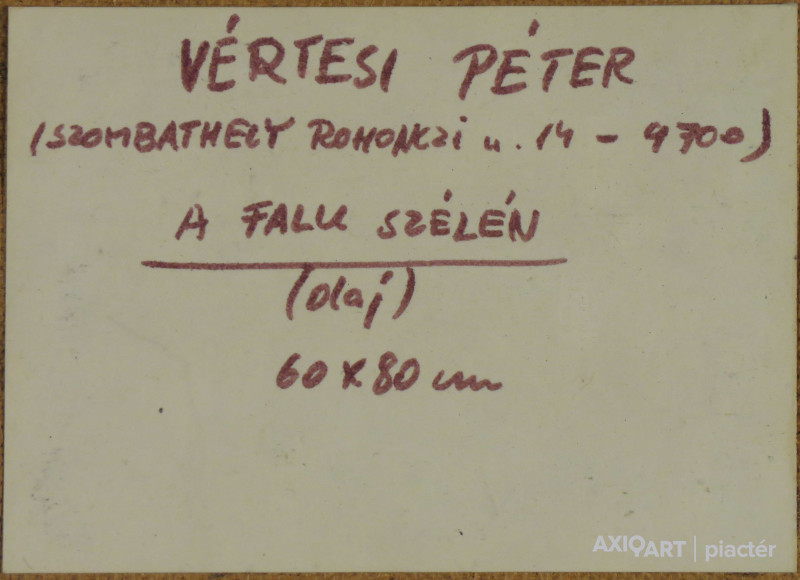 VÉRTESI PÉTER
(SZOMBATHELY ROHONCZI u. 14 - 9700)
A FALU SZÉLÉN
(olaj)
60 x 80 cm
AXIOART | piactér